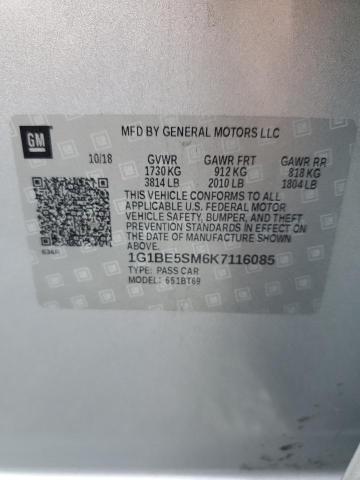 GM
MFD BY GENERAL MOTORS LLC
10/18 GVWR GAWR FRT GAWR RR
1730 KG 912 KG 818 KG
3814 LB 2010 LB 1804 LB
THIS VEHICLE CONFORMS TO ALL
APPLICABLE U.S. FEDERAL MOTOR
VEHICLE SAFETY, BUMPER, AND THEFT
PREVENTION STANDARDS IN EFFECT ON
THE DATE OF MANUFACTURE SHOWN ABOVE.
1G1BE5SM6K7116085
TYPE: PASS CAR
MODEL: 6S1BT69